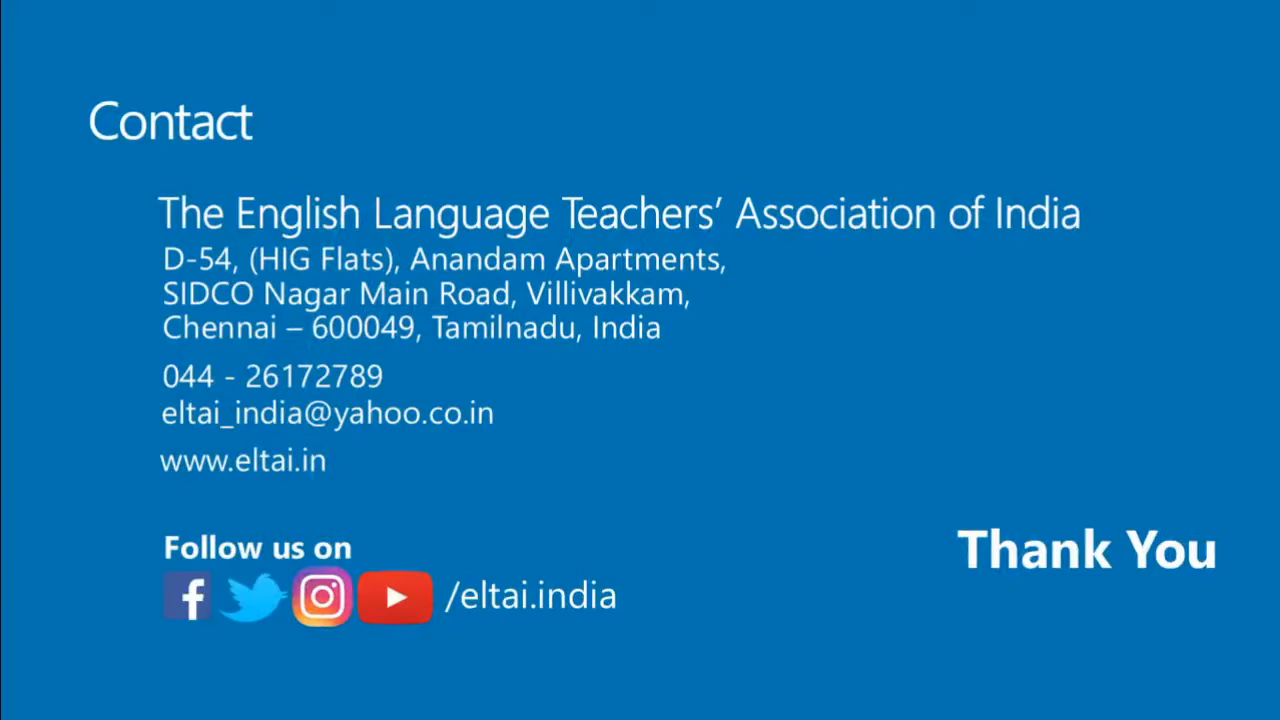 Contact
The English Language Teachers’ Association of India
D-54, (HIG Flats), Anandam Apartments,
SIDCO Nagar Main Road, Villivakkam,
Chennai – 600049, Tamilnadu, India
044 - 26172789
eltai_india@yahoo.co.in
www.eltai.in
Follow us on
/eltai.india
Thank You